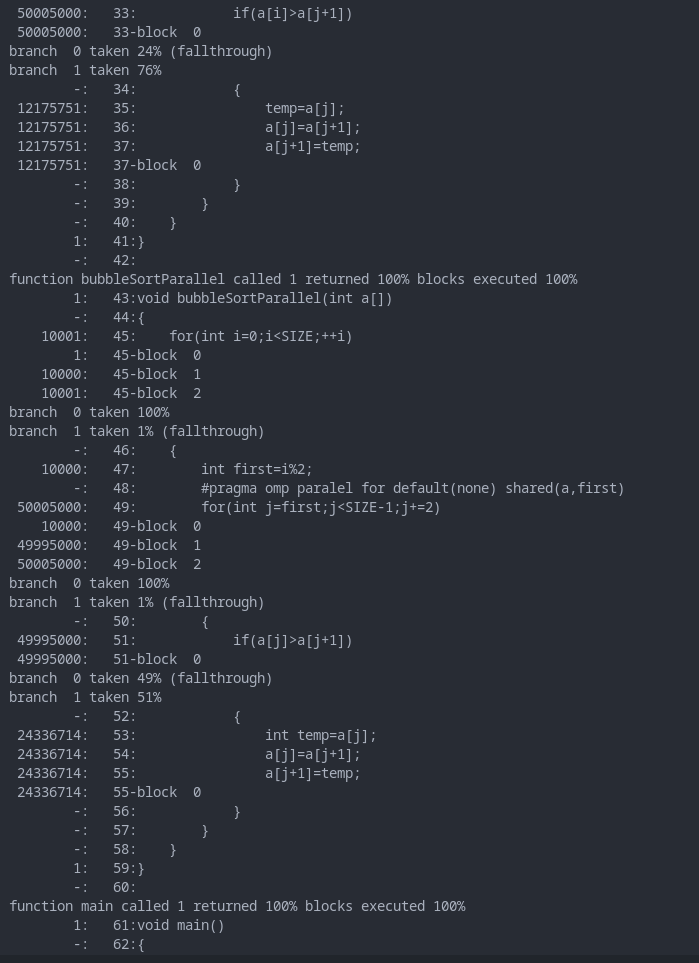 50005000:   33:            if(a[i]>a[j+1])
50005000:   33-block  0
branch  0 taken 24% (fallthrough)
branch  1 taken 76%
-:   34:            {
12175751:   35:                temp=a[j];
12175751:   36:                a[j]=a[j+1];
12175751:   37:                a[j+1]=temp;
12175751:   37-block  0
-:   38:            }
-:   39:        }
-:   40:    }
1:   41:}
-:   42:
function bubbleSortParallel called 1 returned 100% blocks executed 100%
1:   43:void bubbleSortParallel(int a[])
-:   44:{
10001:   45:    for(int i=0;i<SIZE;++i)
1:   45-block  0
10000:   45-block  1
10001:   45-block  2
branch  0 taken 100%
branch  1 taken 1% (fallthrough)
-:   46:    {
10000:   47:        int first=i%2;
-:   48:        #pragma omp paralel for default(none) shared(a,first)
50005000:   49:        for(int j=first;j<SIZE-1;j+=2)
10000:   49-block  0
49995000:   49-block  1
50005000:   49-block  2
branch  0 taken 100%
branch  1 taken 1% (fallthrough)
-:   50:        {
49995000:   51:            if(a[j]>a[j+1])
49995000:   51-block  0
branch  0 taken 49% (fallthrough)
branch  1 taken 51%
-:   52:            {
24336714:   53:                int temp=a[j];
24336714:   54:                a[j]=a[j+1];
24336714:   55:                a[j+1]=temp;
24336714:   55-block  0
-:   56:            }
-:   57:        }
-:   58:    }
1:   59:}
-:   60:
function main called 1 returned 100% blocks executed 100%
1:   61:void main()
-:   62:{